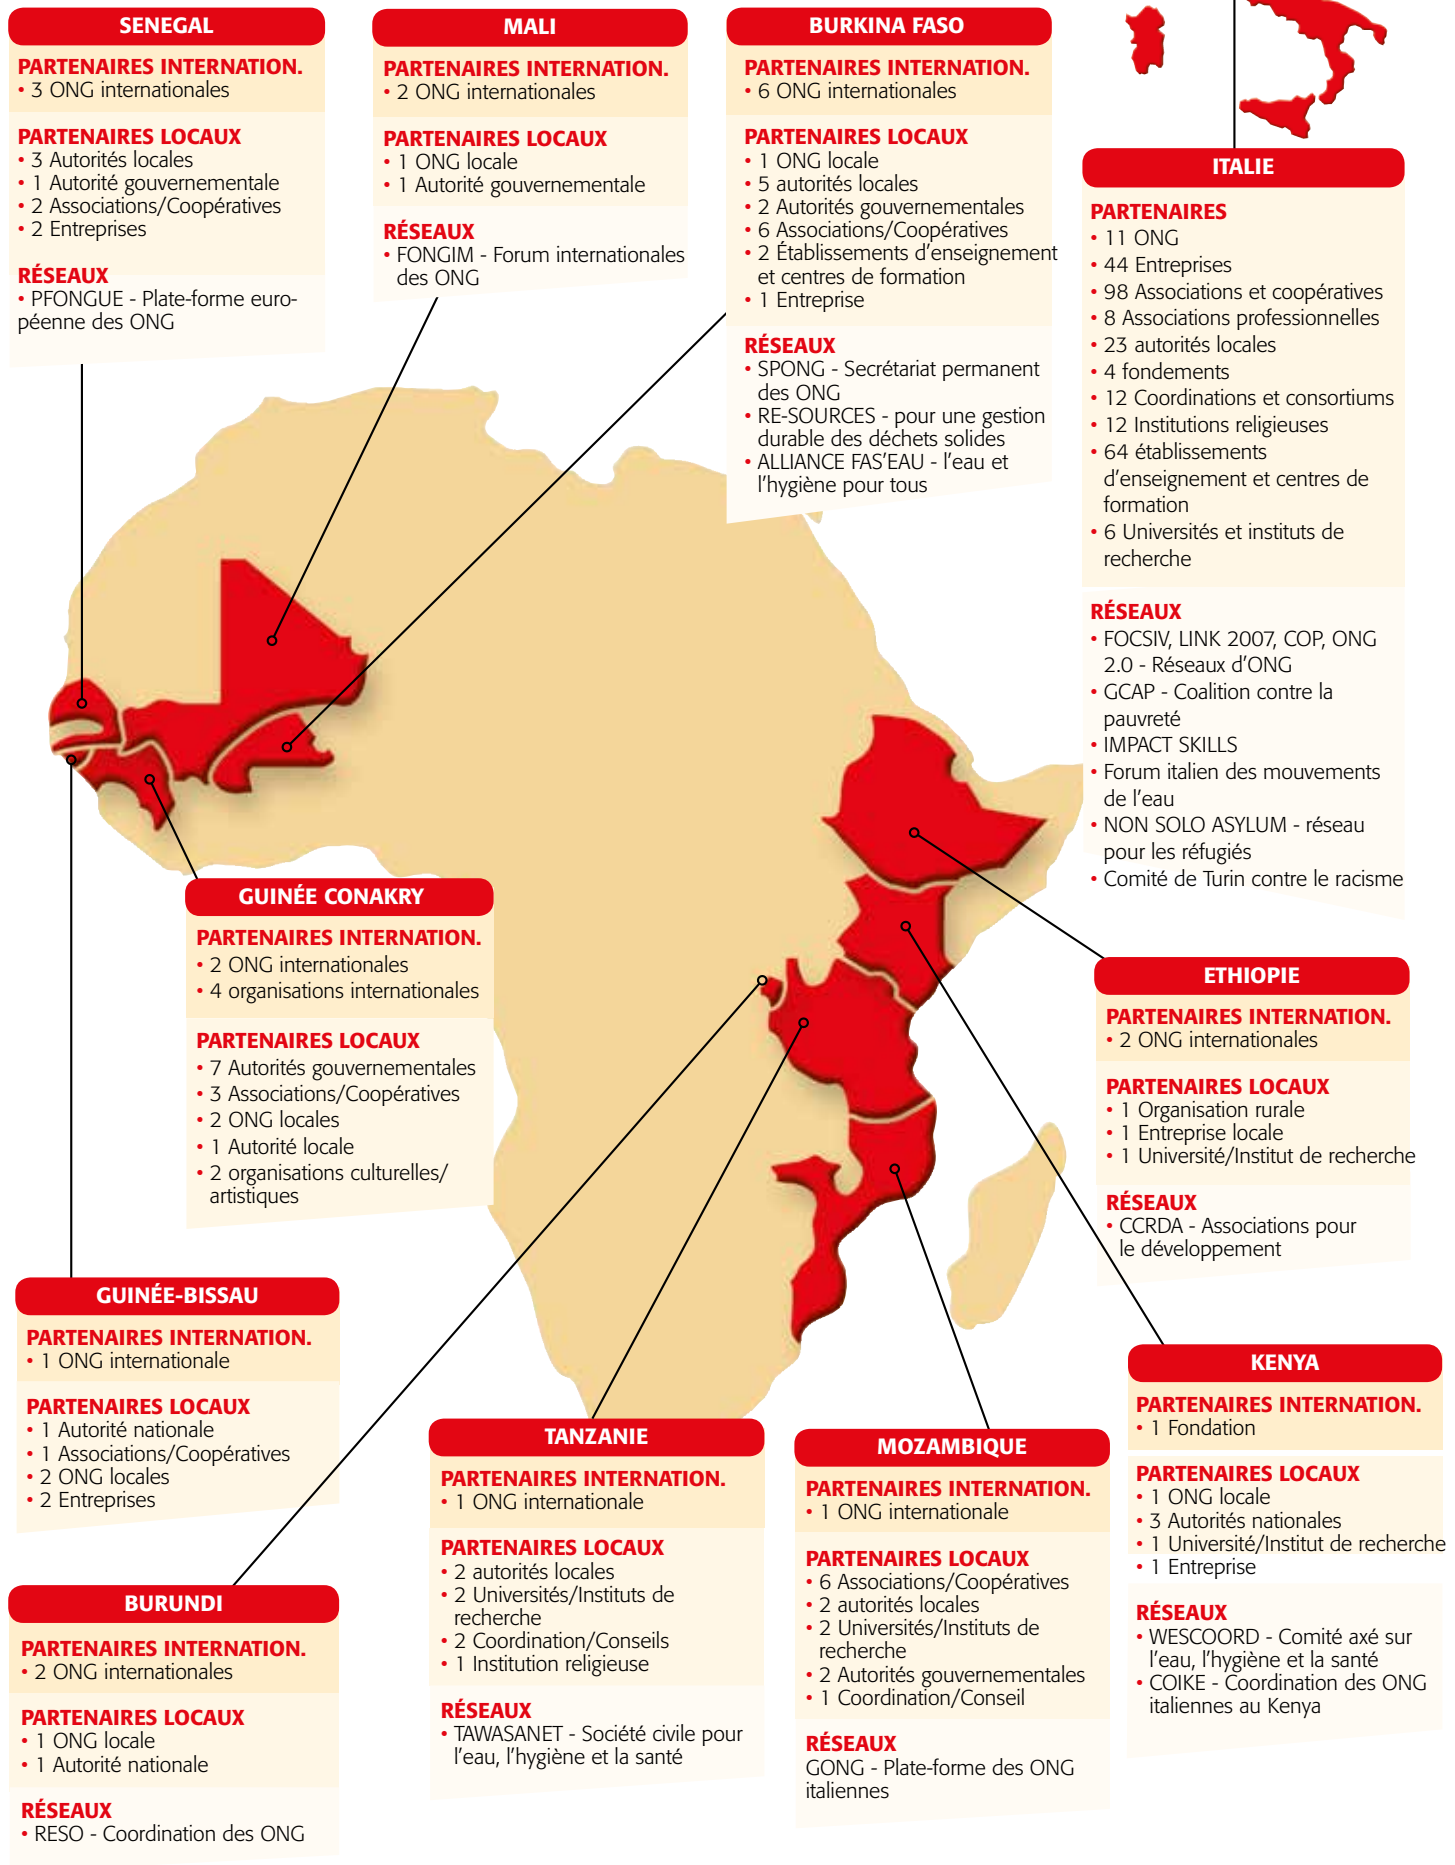 SENEGAL
PARTENAIRES INTERNATION.
• 3 ONG internationales
PARTENAIRES LOCAUX
• 3 Autorités locales
• 1 Autorité gouvernementale
• 2 Associations/Coopératives
• 2 Entreprises
RÉSEAUX
• PFONGUE - Plate-forme euro-
péenne des ONG
MALI
PARTENAIRES INTERNATION.
• 2 ONG internationales
PARTENAIRES LOCAUX
• 1 ONG locale
• 1 Autorité gouvernementale
RÉSEAUX
• FONGIM - Forum internationales
des ONG
BURKINA FASO
PARTENAIRES INTERNATION.
• 6 ONG internationales
PARTENAIRES LOCAUX
• 1 ONG locale
• 5 autorités locales
• 2 Autorités gouvernementales
• 6 Associations/Coopératives
• 2 Établissements d'enseignement
et centres de formation
• 1 Entreprise
RÉSEAUX
• SPONG - Secrétariat permanent
des ONG
• RE-SOURCES - pour une gestion
durable des déchets solides
• ALLIANCE FAS'EAU - l'eau et
l'hygiène pour tous
ITALIE
PARTENAIRES
• 11 ONG
• 44 Entreprises
• 98 Associations et coopératives
• 8 Associations professionnelles
• 23 autorités locales
• 4 fondements
• 12 Coordinations et consortiums
• 12 Institutions religieuses
• 64 établissements
d'enseignement et centres de
formation
• 6 Universités et instituts de
recherche
RÉSEAUX
• FOCSIV, LINK 2007, COP, ONG
2.0 - Réseaux d'ONG
• GCAP - Coalition contre la
pauvreté
• IMPACT SKILLS
• Forum italien des mouvements
de l'eau
• NON SOLO ASYLUM - réseau
pour les réfugiés
• Comité de Turin contre le racisme
GUINÉE CONAKRY
PARTENAIRES INTERNATION.
• 2 ONG internationales
• 4 organisations internationales
PARTENAIRES LOCAUX
• 7 Autorités gouvernementales
• 3 Associations/Coopératives
• 2 ONG locales
• 1 Autorité locale
• 2 organisations culturelles/
artistiques
ETHIOPIE
PARTENAIRES INTERNATION.
• 2 ONG internationales
PARTENAIRES LOCAUX
• 1 Organisation rurale
• 1 Entreprise locale
• 1 Université/Institut de recherche
RÉSEAUX
• CCRDA - Associations pour
le développement
GUINÉE-BISSAU
PARTENAIRES INTERNATION.
• 1 ONG internationale
PARTENAIRES LOCAUX
• 1 Autorité nationale
• 1 Associations/Coopératives
• 2 ONG locales
• 2 Entreprises
KENYA
PARTENAIRES INTERNATION.
• 1 Fondation
PARTENAIRES LOCAUX
• 1 ONG locale
• 3 Autorités nationales
• 1 Université/Institut de recherche
• 1 Entreprise
RÉSEAUX
• WESCOORD - Comité axé sur
l'eau, l'hygiène et la santé
• COIKE - Coordination des ONG
italiennes au Kenya
TANZANIE
PARTENAIRES INTERNATION.
• 1 ONG internationale
PARTENAIRES LOCAUX
• 2 autorités locales
• 2 Universités/Instituts de
recherche
• 2 Coordination/Conseils
• 1 Institution religieuse
RÉSEAUX
• TAWASANET - Société civile pour
l'eau, l'hygiène et la santé
MOZAMBIQUE
PARTENAIRES INTERNATION.
• 1 ONG internationale
PARTENAIRES LOCAUX
• 6 Associations/Coopératives
• 2 autorités locales
• 2 Universités/Instituts de
recherche
• 2 Autorités gouvernementales
• 1 Coordination/Conseil
RÉSEAUX
GONG - Plate-forme des ONG
italiennes
BURUNDI
PARTENAIRES INTERNATION.
• 2 ONG internationales
PARTENAIRES LOCAUX
• 1 ONG locale
• 1 Autorité nationale
RÉSEAUX
• RESO - Coordination des ONG